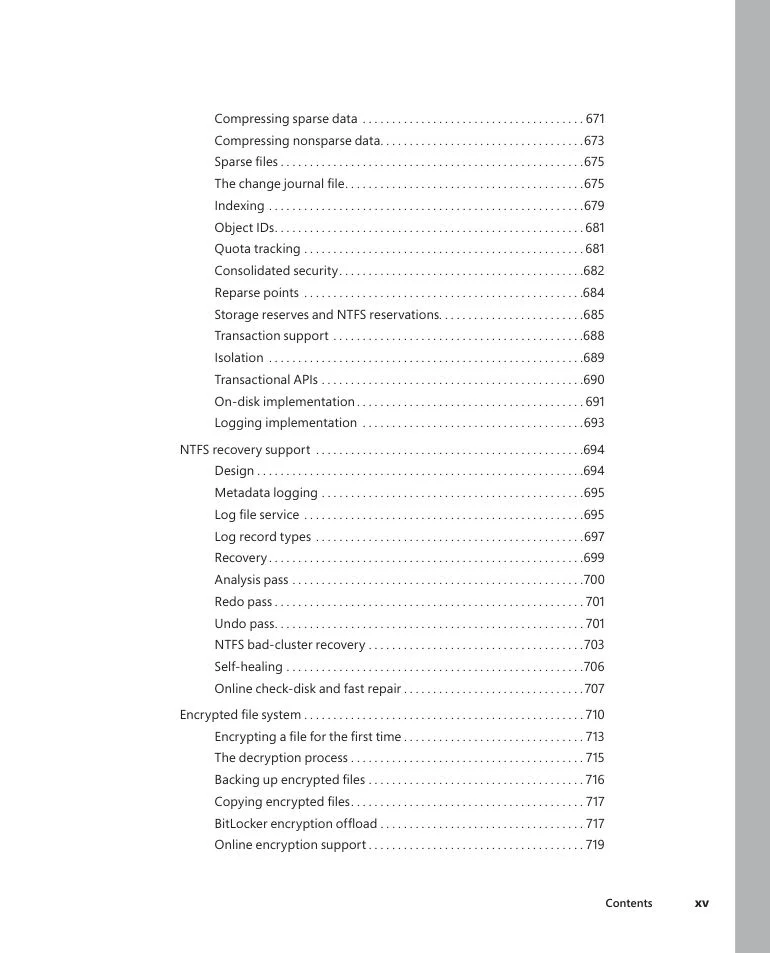 Compressing sparse data . . . . . . . . . . . . . . . . . . . . . . . . . . . . . . . . . . . . . . 671
Compressing nonsparse data. . . . . . . . . . . . . . . . . . . . . . . . . . . . . . . . . . .673
Sparse files . . . . . . . . . . . . . . . . . . . . . . . . . . . . . . . . . . . . . . . . . . . . . . . . . . . .675
The change journal file. . . . . . . . . . . . . . . . . . . . . . . . . . . . . . . . . . . . . . . . .675
Indexing . . . . . . . . . . . . . . . . . . . . . . . . . . . . . . . . . . . . . . . . . . . . . . . . . . . . . .679
Object IDs. . . . . . . . . . . . . . . . . . . . . . . . . . . . . . . . . . . . . . . . . . . . . . . . . . . . . 681
Quota tracking . . . . . . . . . . . . . . . . . . . . . . . . . . . . . . . . . . . . . . . . . . . . . . . . 681
Consolidated security. . . . . . . . . . . . . . . . . . . . . . . . . . . . . . . . . . . . . . . . . .682
Reparse points . . . . . . . . . . . . . . . . . . . . . . . . . . . . . . . . . . . . . . . . . . . . . . . .684
Storage reserves and NTFS reservations. . . . . . . . . . . . . . . . . . . . . . . . .685
Transaction support . . . . . . . . . . . . . . . . . . . . . . . . . . . . . . . . . . . . . . . . . . .688
Isolation . . . . . . . . . . . . . . . . . . . . . . . . . . . . . . . . . . . . . . . . . . . . . . . . . . . . . .689
Transactional APIs . . . . . . . . . . . . . . . . . . . . . . . . . . . . . . . . . . . . . . . . . . . . .690
On-disk implementation . . . . . . . . . . . . . . . . . . . . . . . . . . . . . . . . . . . . . . . 691
Logging implementation . . . . . . . . . . . . . . . . . . . . . . . . . . . . . . . . . . . . . .693
NTFS recovery support . . . . . . . . . . . . . . . . . . . . . . . . . . . . . . . . . . . . . . . . . . . . . .694
Design . . . . . . . . . . . . . . . . . . . . . . . . . . . . . . . . . . . . . . . . . . . . . . . . . . . . . . . .694
Metadata logging . . . . . . . . . . . . . . . . . . . . . . . . . . . . . . . . . . . . . . . . . . . . .695
Log file service . . . . . . . . . . . . . . . . . . . . . . . . . . . . . . . . . . . . . . . . . . . . . . . .695
Log record types . . . . . . . . . . . . . . . . . . . . . . . . . . . . . . . . . . . . . . . . . . . . . .697
Recovery. . . . . . . . . . . . . . . . . . . . . . . . . . . . . . . . . . . . . . . . . . . . . . . . . . . . . .699
Analysis pass . . . . . . . . . . . . . . . . . . . . . . . . . . . . . . . . . . . . . . . . . . . . . . . . . .700
Redo pass . . . . . . . . . . . . . . . . . . . . . . . . . . . . . . . . . . . . . . . . . . . . . . . . . . . . . 701
Undo pass. . . . . . . . . . . . . . . . . . . . . . . . . . . . . . . . . . . . . . . . . . . . . . . . . . . . . 701
NTFS bad-cluster recovery . . . . . . . . . . . . . . . . . . . . . . . . . . . . . . . . . . . . .703
Self-healing . . . . . . . . . . . . . . . . . . . . . . . . . . . . . . . . . . . . . . . . . . . . . . . . . . .706
Online check-disk and fast repair . . . . . . . . . . . . . . . . . . . . . . . . . . . . . . .707
Encrypted file system . . . . . . . . . . . . . . . . . . . . . . . . . . . . . . . . . . . . . . . . . . . . . . . . 710
Encrypting a file for the first time . . . . . . . . . . . . . . . . . . . . . . . . . . . . . . . 713
The decryption process . . . . . . . . . . . . . . . . . . . . . . . . . . . . . . . . . . . . . . . . 715
Backing up encrypted files . . . . . . . . . . . . . . . . . . . . . . . . . . . . . . . . . . . . . 716
Copying encrypted files. . . . . . . . . . . . . . . . . . . . . . . . . . . . . . . . . . . . . . . . 717
BitLocker encryption offload . . . . . . . . . . . . . . . . . . . . . . . . . . . . . . . . . . . 717
Online encryption support . . . . . . . . . . . . . . . . . . . . . . . . . . . . . . . . . . . . . 719
Contents xv